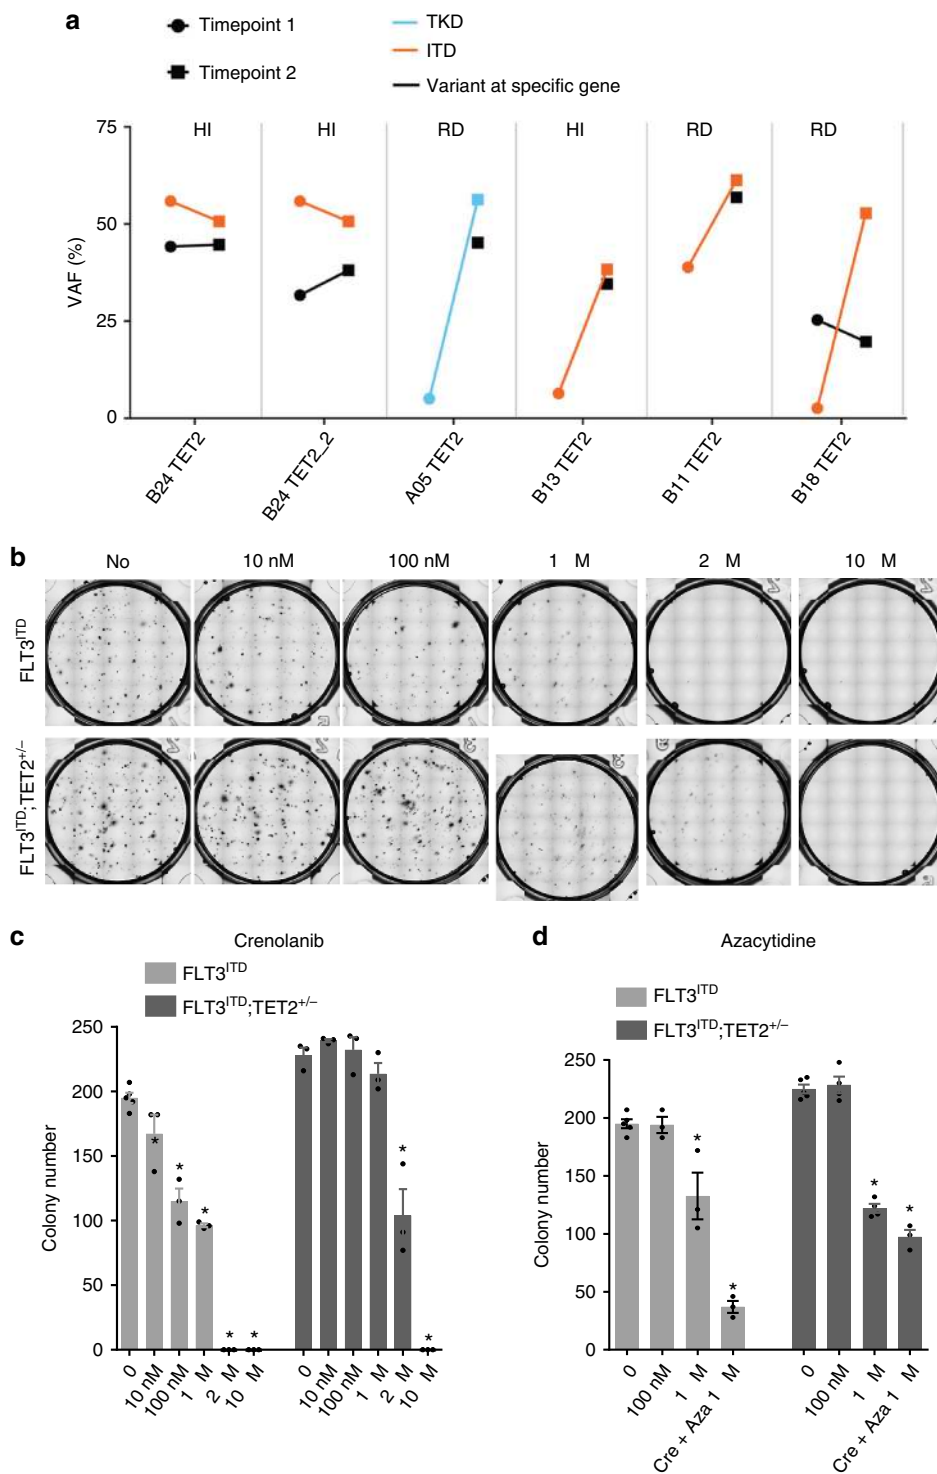 a
Timepoint 1
Timepoint 2
TKD
ITD
Variant at specific gene
VAF (%)
75
50
25
0
HI
HI
RD
HI
RD
RD
B24 TET2
B24 TET2_2
A05 TET2
B13 TET2
B11 TET2
B18 TET2
b
No
10 nM
100 nM
1 M
2 M
10 M
FLT3ITD
FLT3ITD;TET2+/–
c
Crenolanib
FLT3ITD
FLT3ITD;TET2+/–
Colony number
250
200
150
100
50
0
* * * * *
* *
0
10 nM
100 nM
1 M
2 M
10 M
0
10 nM
100 nM
1 M
2 M
10 M
d
Azacytidine
FLT3ITD
FLT3ITD;TET2+/–
Colony number
250
200
150
100
50
0
* *
* *
0
100 nM
1 M
Cre + Aza 1 M
0
100 nM
1 M
Cre + Aza 1 M